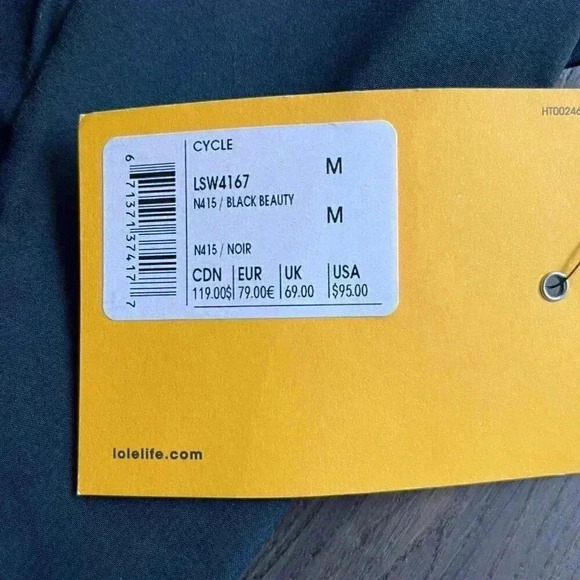 HT00246
CYCLE
M
LSW4167
N415 / BLACK BEAUTY
M
N415 / NOIR
CDN EUR UK USA
119.00$ 79.00€ 69.00 $95.00
6 71371 37417 7
lolelife.com